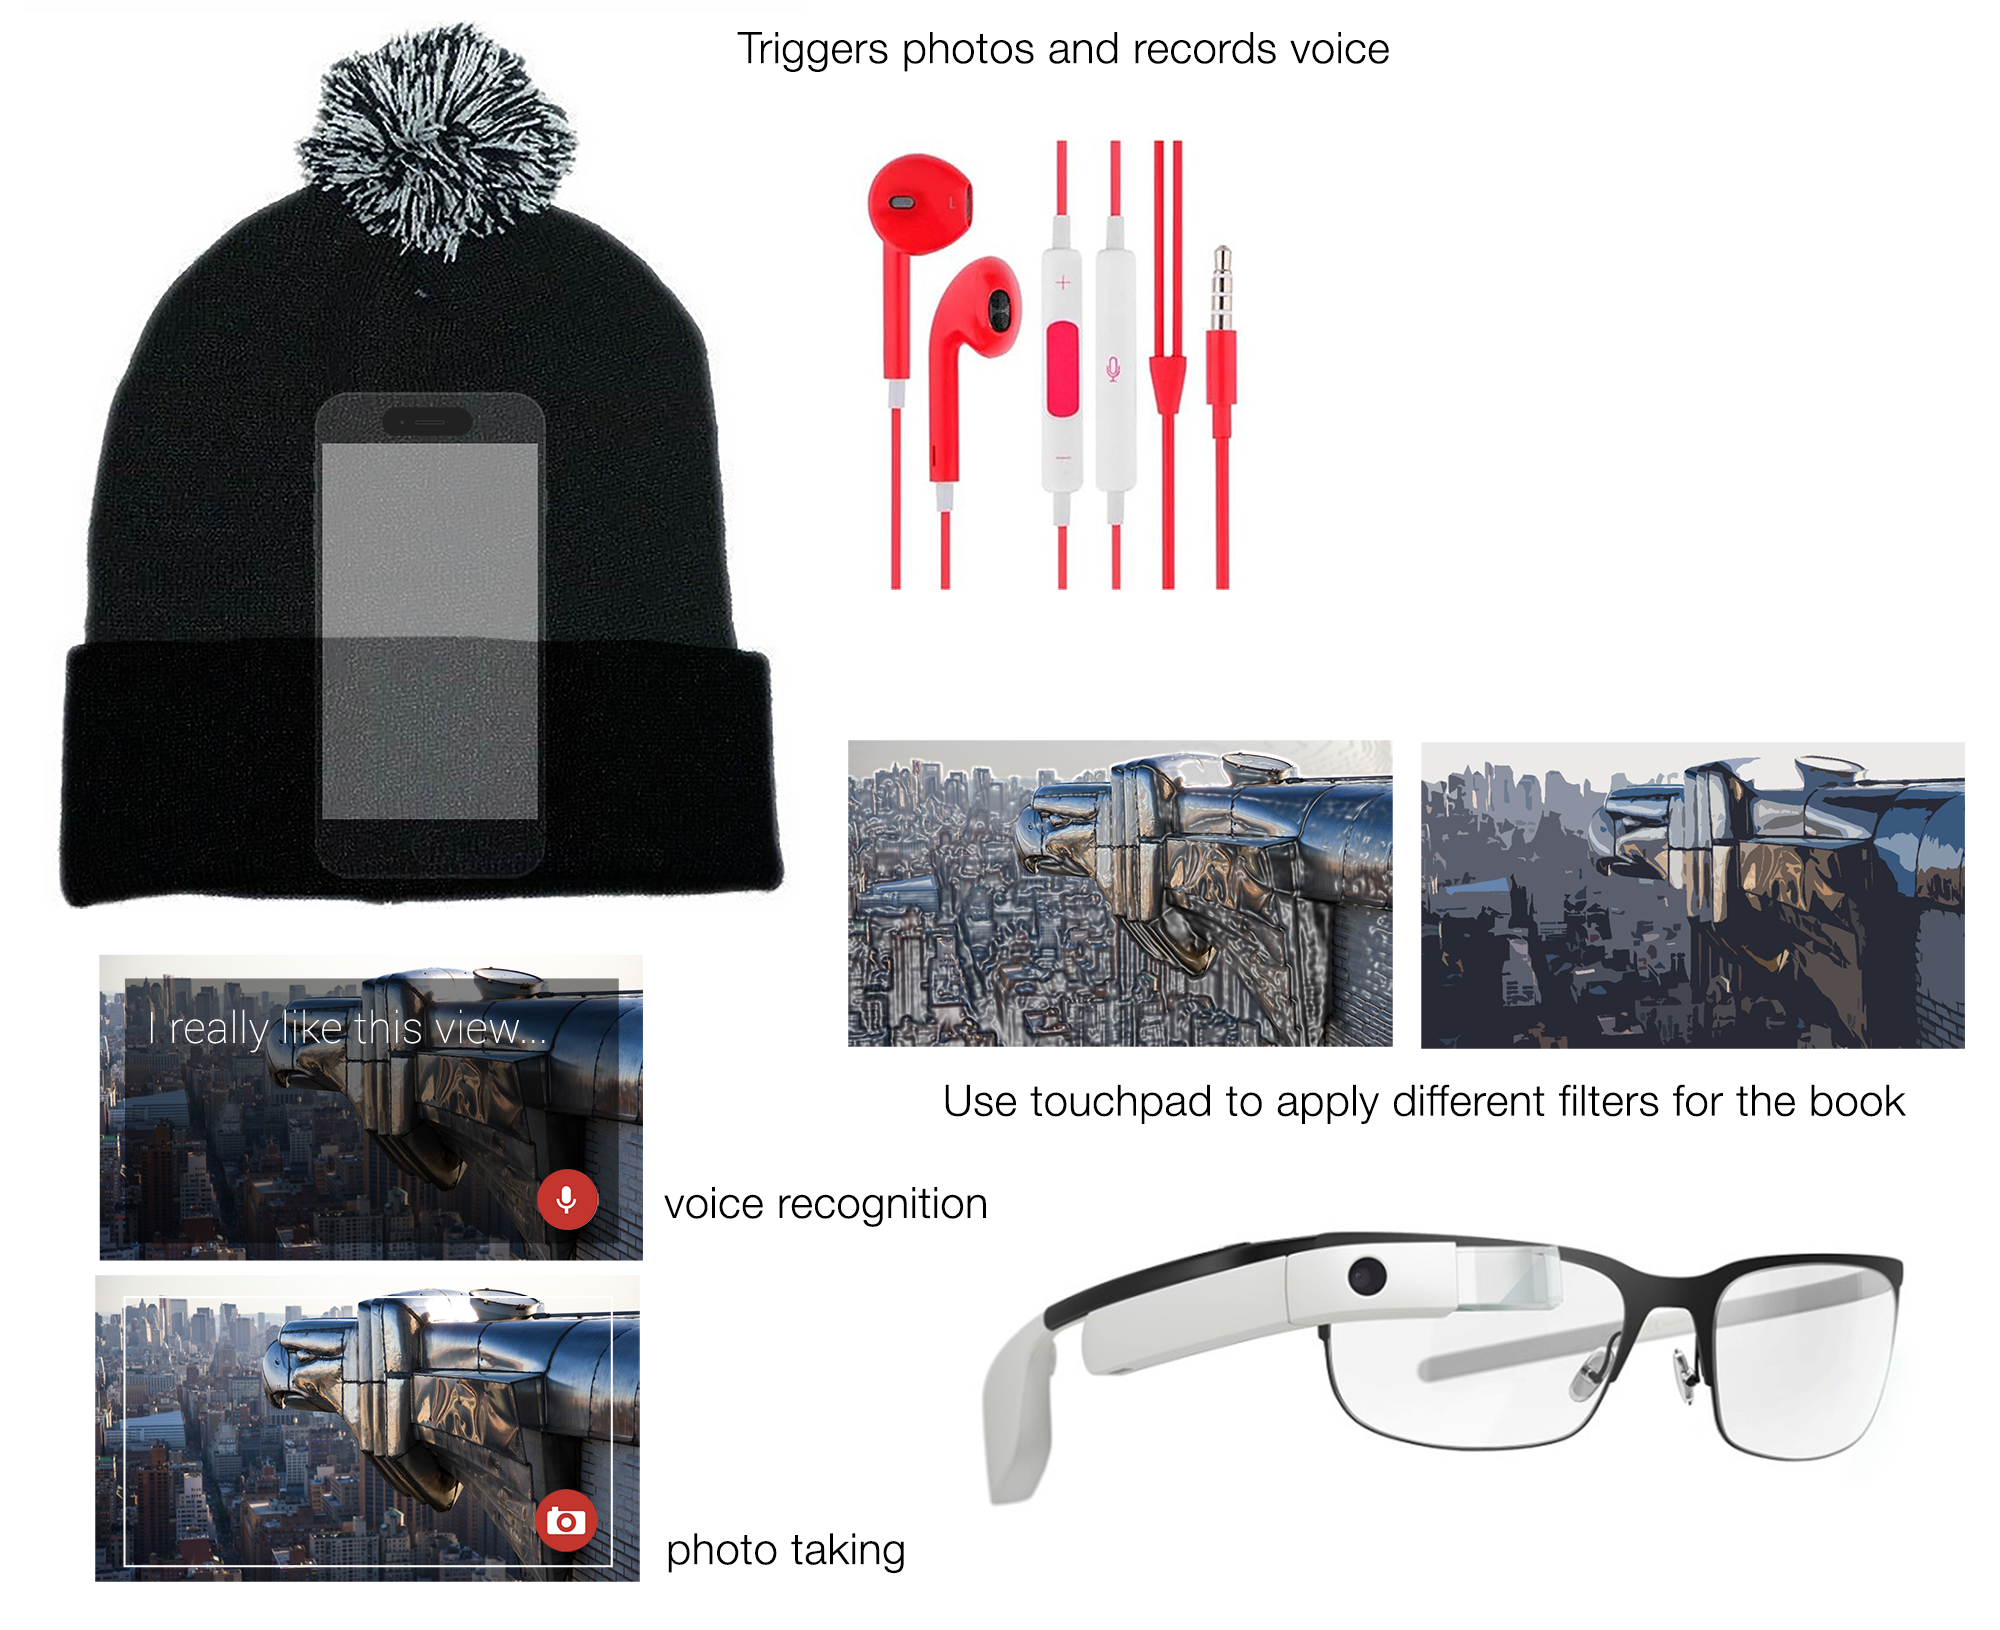 Triggers photos and records voice
L
I really like this view...
Use touchpad to apply different filters for the book
voice recognition
photo taking